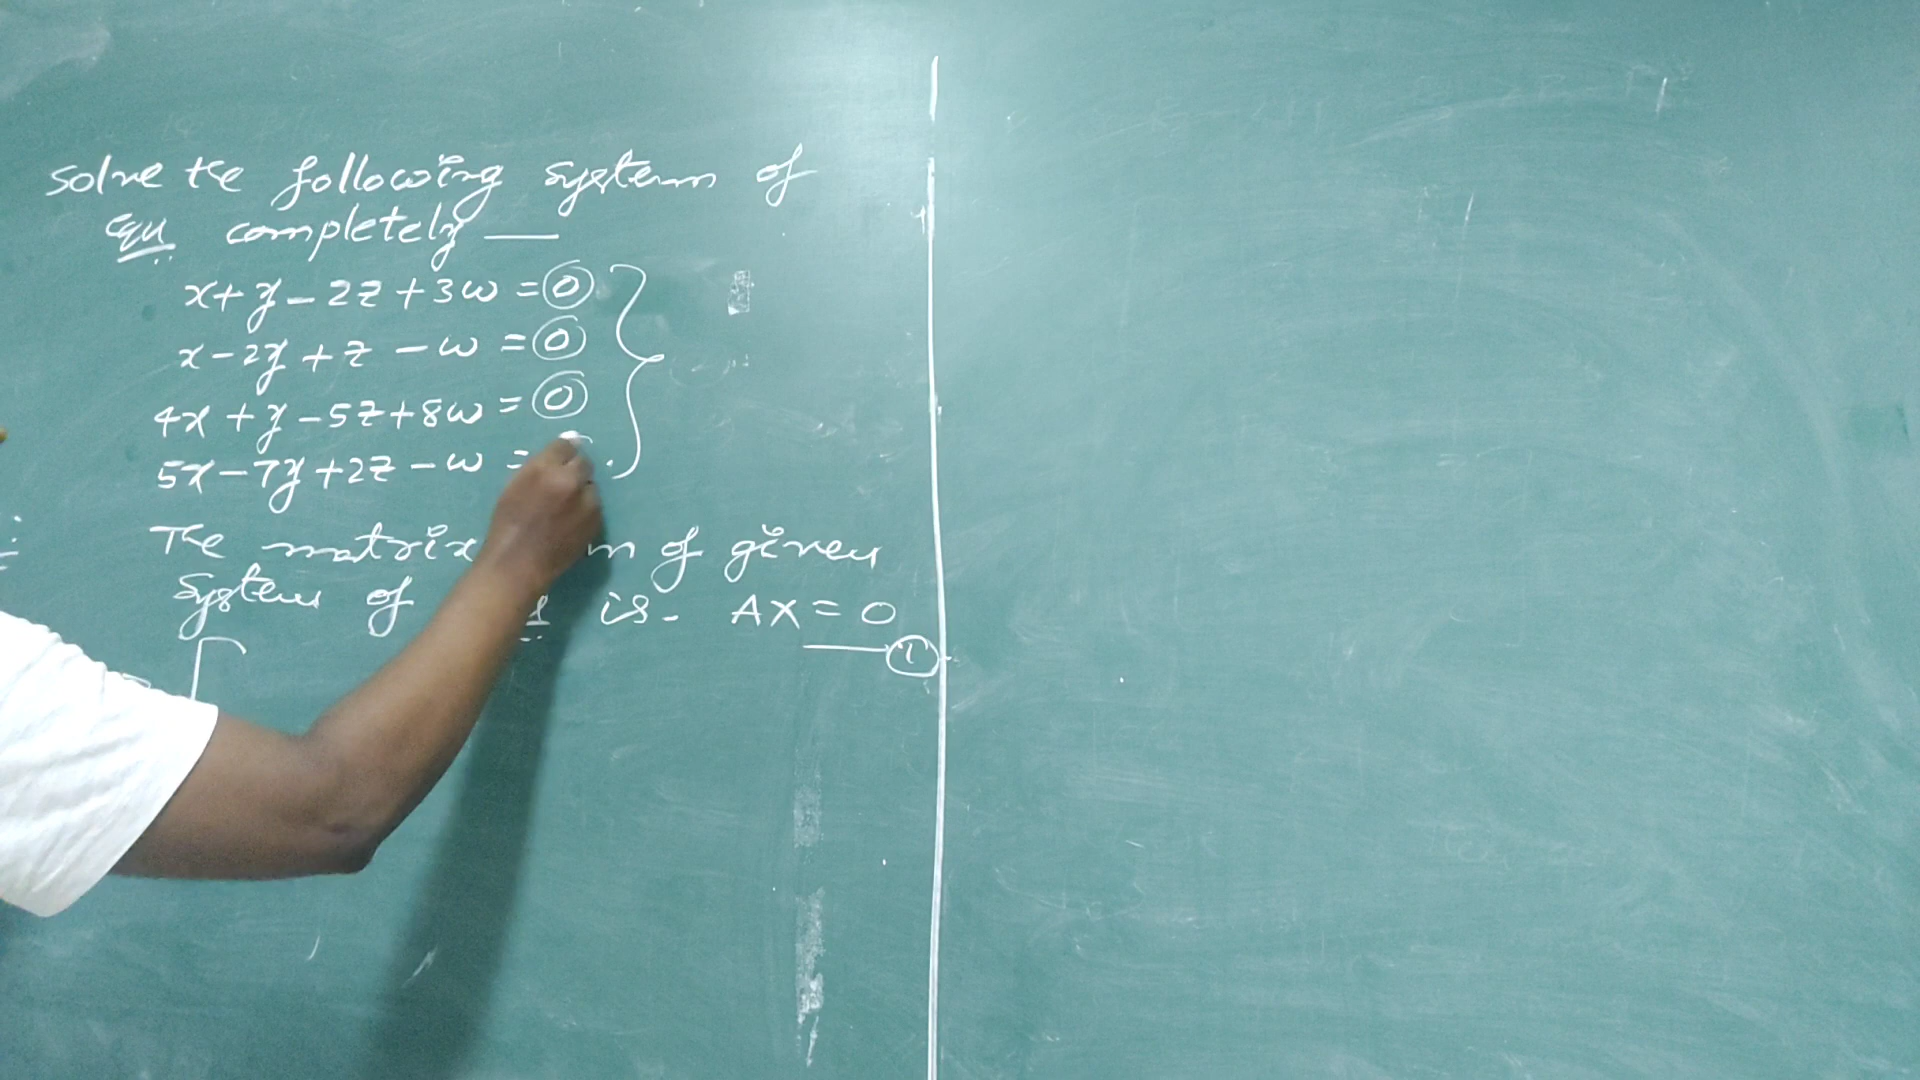 Solve the following system of
Equ completely —
x+y-2z+3w=0
x-2y+z-w=0
4x+y-5z+8w=0
5x-7y+2z-w=
The matrix of given
System of is- AX=0
①